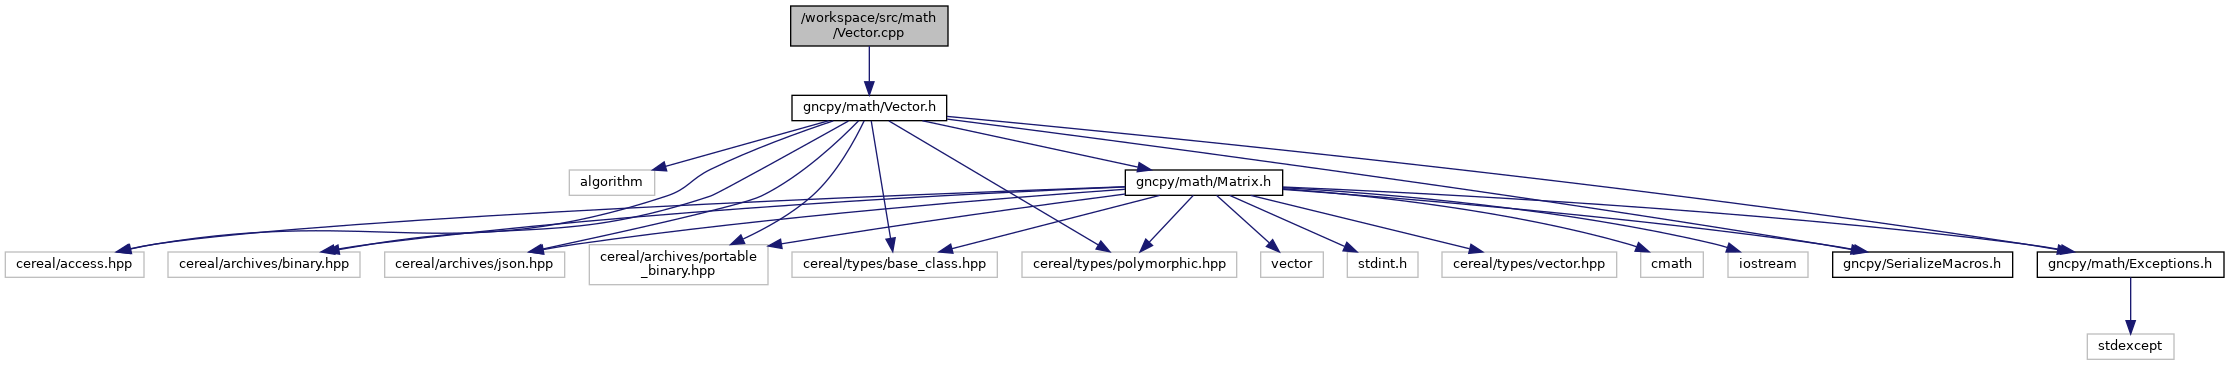 /workspace/src/math
/Vector.cpp
gncpy/math/Vector.h
algorithm
gncpy/math/Matrix.h
cereal/access.hpp
cereal/archives/binary.hpp
cereal/archives/json.hpp
cereal/archives/portable
_binary.hpp
cereal/types/base_class.hpp
cereal/types/polymorphic.hpp
vector
stdint.h
cereal/types/vector.hpp
cmath
iostream
gncpy/SerializeMacros.h
gncpy/math/Exceptions.h
stdexcept